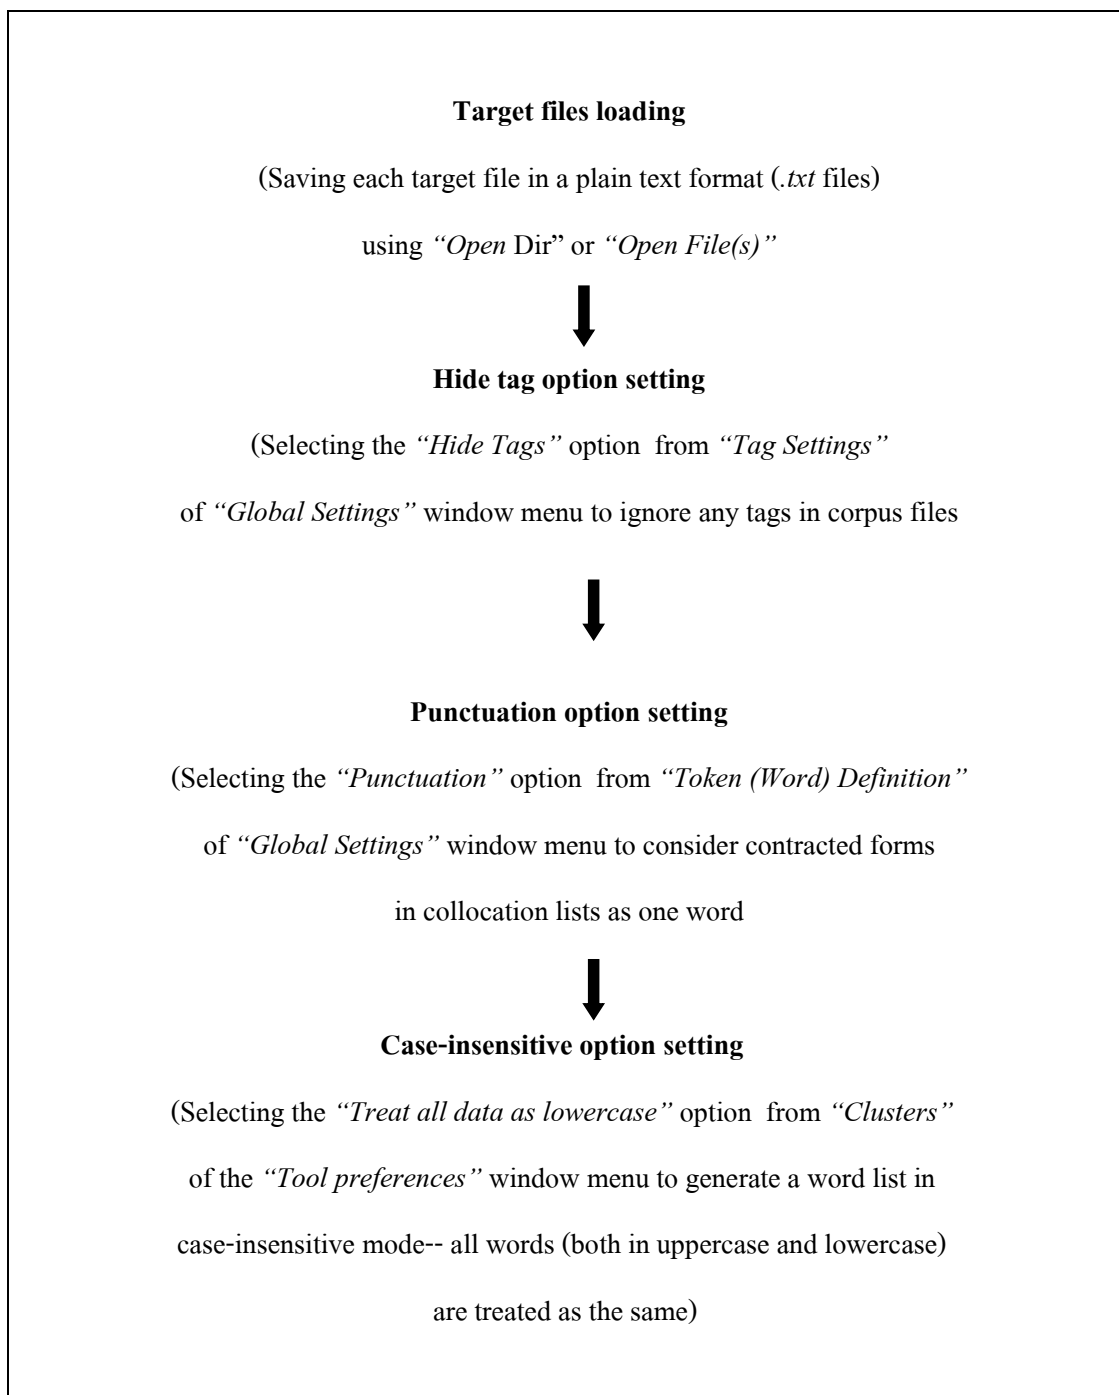 Target files loading
(Saving each target file in a plain text format (.txt files)
using “Open Dir” or “Open File(s)”
Hide tag option setting
(Selecting the “Hide Tags” option from “Tag Settings”
of “Global Settings” window menu to ignore any tags in corpus files
Punctuation option setting
(Selecting the “Punctuation” option from “Token (Word) Definition”
of “Global Settings” window menu to consider contracted forms
in collocation lists as one word
Case-insensitive option setting
(Selecting the “Treat all data as lowercase” option from “Clusters”
of the “Tool preferences” window menu to generate a word list in
case-insensitive mode-- all words (both in uppercase and lowercase)
are treated as the same)